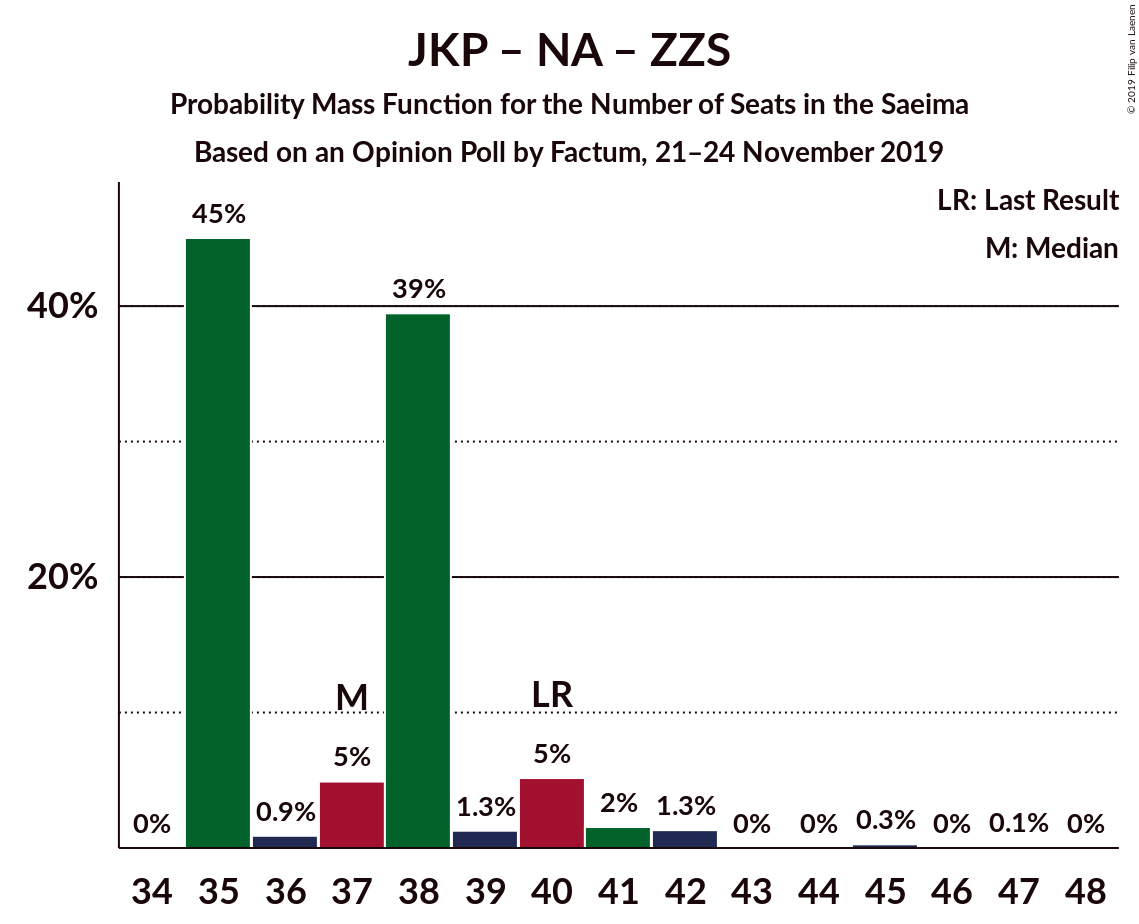 JKP – NA – ZZS
Probability Mass Function for the Number of Seats in the Saeima
Based on an Opinion Poll by Factum, 21–24 November 2019
© 2019 Filip van Laenen
LR: Last Result
M: Median
45%
39%
40%
20%
M
LR
0%
0.9%
5%
1.3%
5%
2%
1.3%
0%
0%
0.3%
0%
0.1%
0%
34 35 36 37 38 39 40 41 42 43 44 45 46 47 48